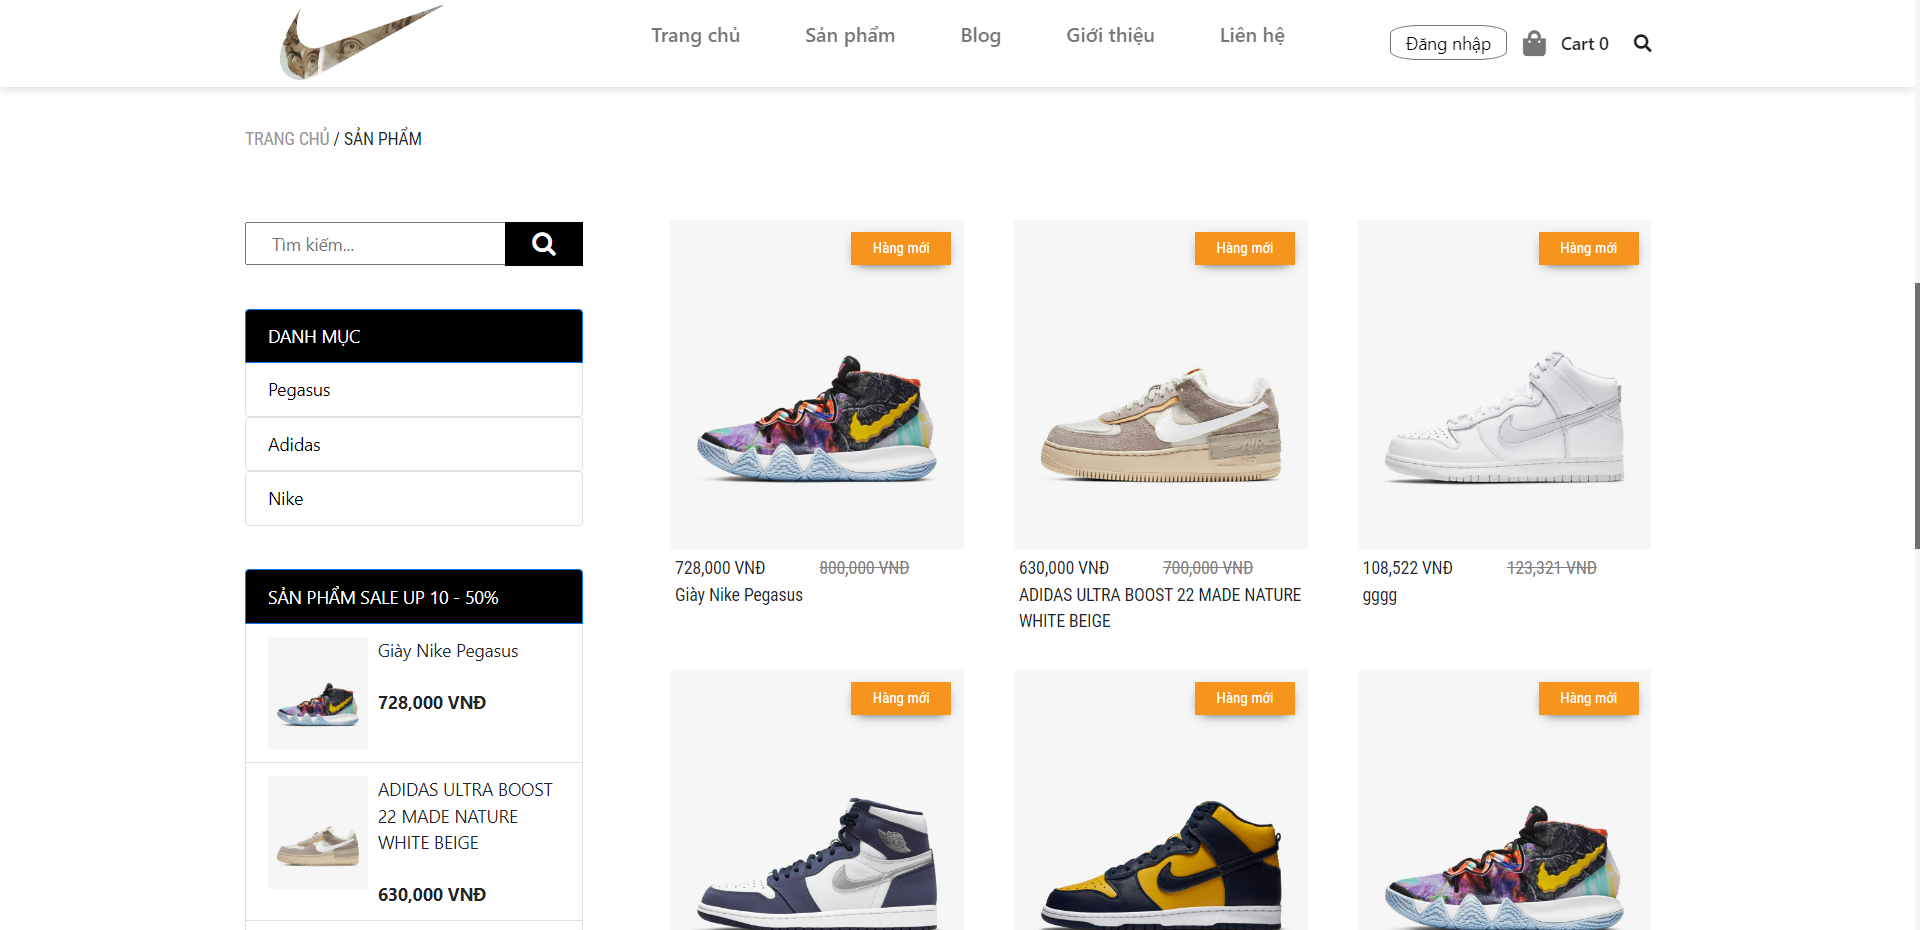 Trang chủ
Sản phẩm
Blog
Giới thiệu
Liên hệ
Đăng nhập
Cart 0
TRANG CHỦ / SẢN PHẨM
Tìm kiếm...
DANH MỤC
Pegasus
Adidas
Nike
SẢN PHẨM SALE UP 10 - 50%
Giày Nike Pegasus
728,000 VNĐ
ADIDAS ULTRA BOOST
22 MADE NATURE
WHITE BEIGE
630,000 VNĐ
Hàng mới
728,000 VNĐ 800,000 VNĐ
Giày Nike Pegasus
Hàng mới
630,000 VNĐ 700,000 VNĐ
ADIDAS ULTRA BOOST 22 MADE NATURE
WHITE BEIGE
Hàng mới
108,522 VNĐ 123,321 VNĐ
gggg
Hàng mới
Hàng mới
Hàng mới